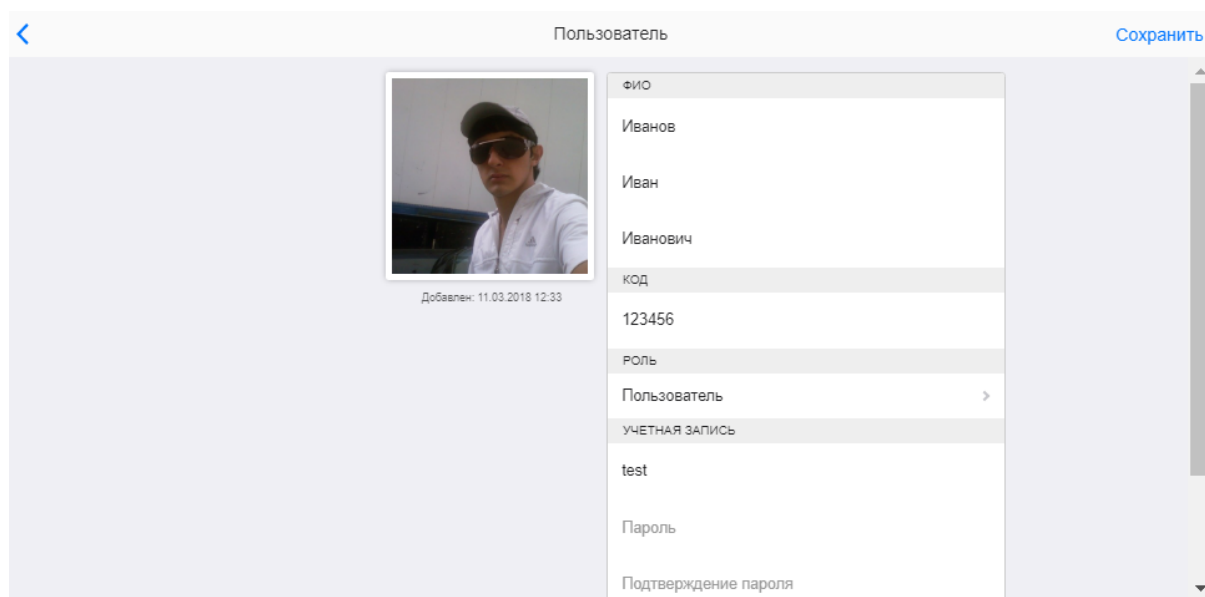 Пользователь
Сохранить
Добавлен: 11.03.2018 12:33
ФИО
Иванов
Иван
Иванович
КОД
123456
РОЛЬ
Пользователь
УЧЕТНАЯ ЗАПИСЬ
test
Пароль
Подтверждение пароля